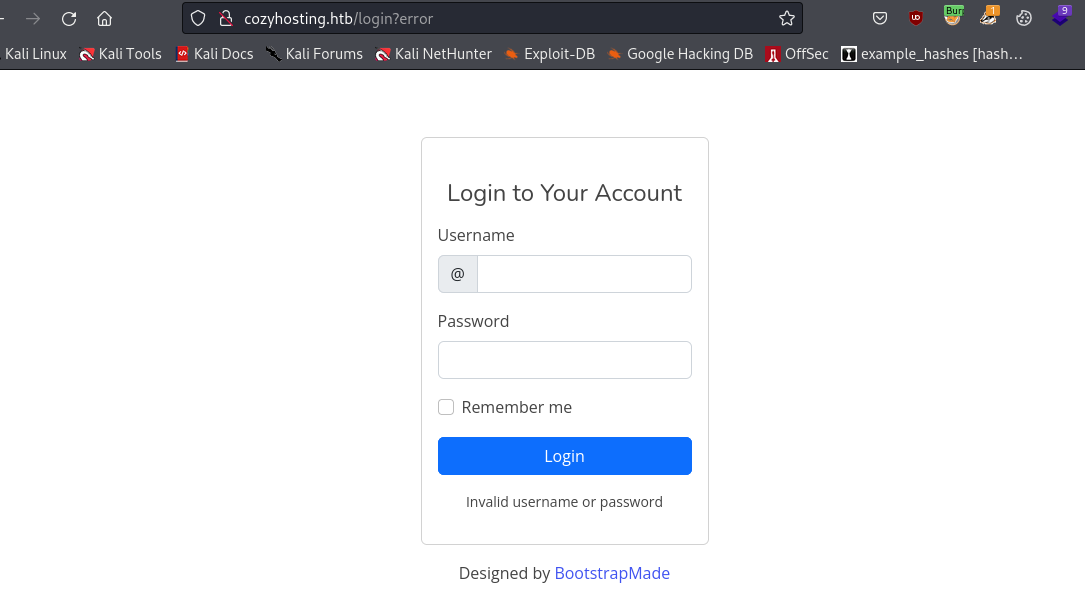 cozyhosting.htb/login?error
Burr 1 9
Kali Linux Kali Tools Kali Docs Kali Forums Kali NetHunter Exploit-DB Google Hacking DB OffSec example_hashes [hash…
Login to Your Account
Username
@
Password
Remember me
Login
Invalid username or password
Designed by BootstrapMade